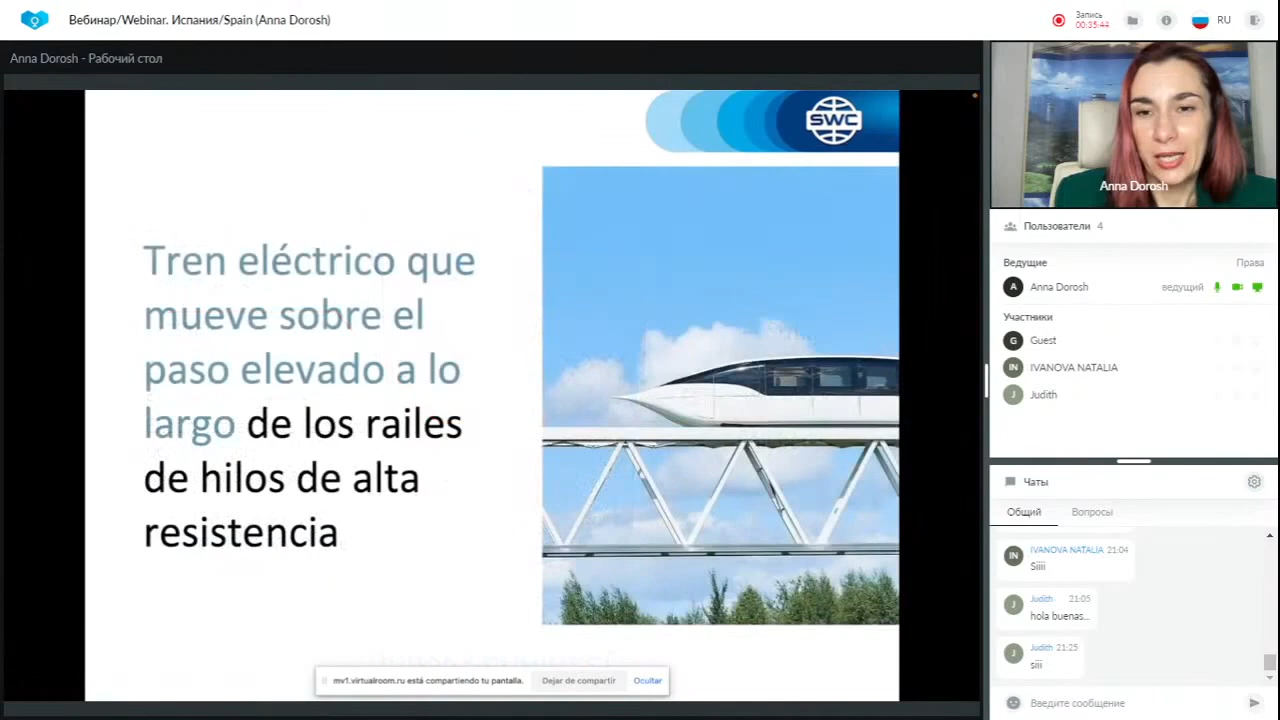 Вебинар/Webinar. Испания/Spain (Anna Dorosh)
Запись
00:35:44
RU
Anna Dorosh - Рабочий стол
SWC
Tren eléctrico que
mueve sobre el
paso elevado a lo
largo de los railes
de hilos de alta
resistencia
mv1.virtualroom.ru está compartiendo tu pantalla.
Dejar de compartir
Ocultar
Anna Dorosh
Пользователи 4
Ведущие
Права
A
Anna Dorosh
ведущий
Участники
G
Guest
IN
IVANOVA NATALIA
J
Judith
Чаты
Общий
Вопросы
IN
IVANOVA NATALIA 21:04
Siiii
J
Judith 21:05
hola buenas...
J
Judith 21:25
siii
Введите сообщение